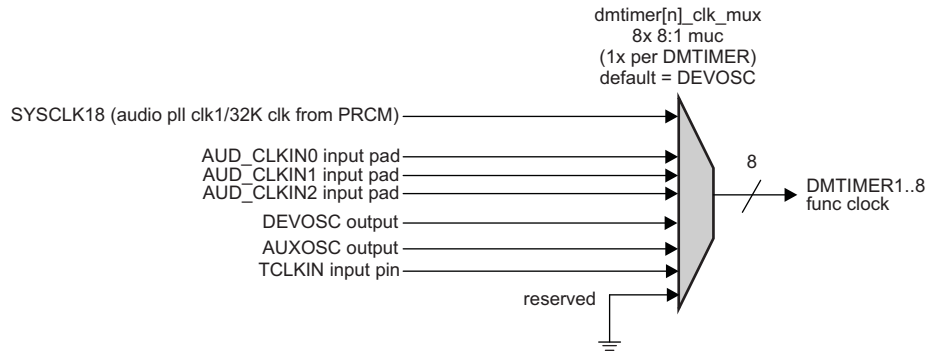 dmtimer[n]_clk_mux
8x 8:1 muc
(1x per DMTIMER)
default = DEVOSC
SYSCLK18 (audio pll clk1/32K clk from PRCM)
AUD_CLKIN0 input pad
AUD_CLKIN1 input pad
AUD_CLKIN2 input pad
DEVOSC output
AUXOSC output
TCLKIN input pin
reserved
8
DMTIMER1..8
func clock